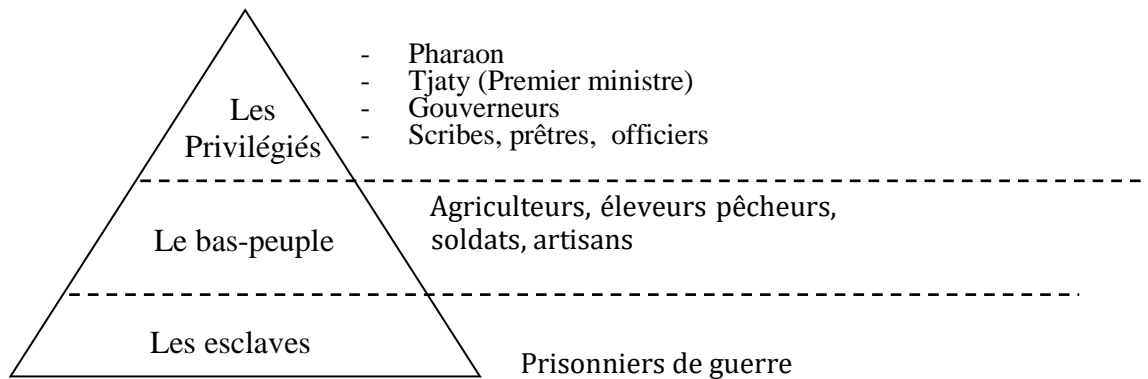 - Pharaon
- Tjaty (Premier ministre)
- Gouverneurs
- Scribes, prêtres, officiers
Les
Privilégiés
Agriculteurs, éleveurs pêcheurs,
soldats, artisans
Le bas-peuple
Les esclaves
Prisonniers de guerre